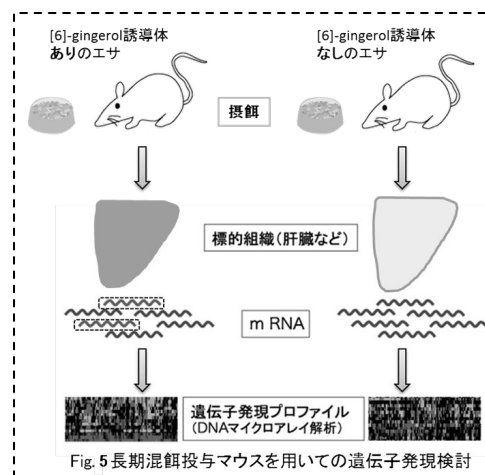 [6]-gingerol誘導体
ありのエサ
[6]-gingerol誘導体
なしのエサ
摂餌
標的組織(肝臓など)
m RNA
遺伝子発現プロファイル
(DNAマイクロアレイ解析)
Fig. 5 長期混餌投与マウスを用いての遺伝子発現検討